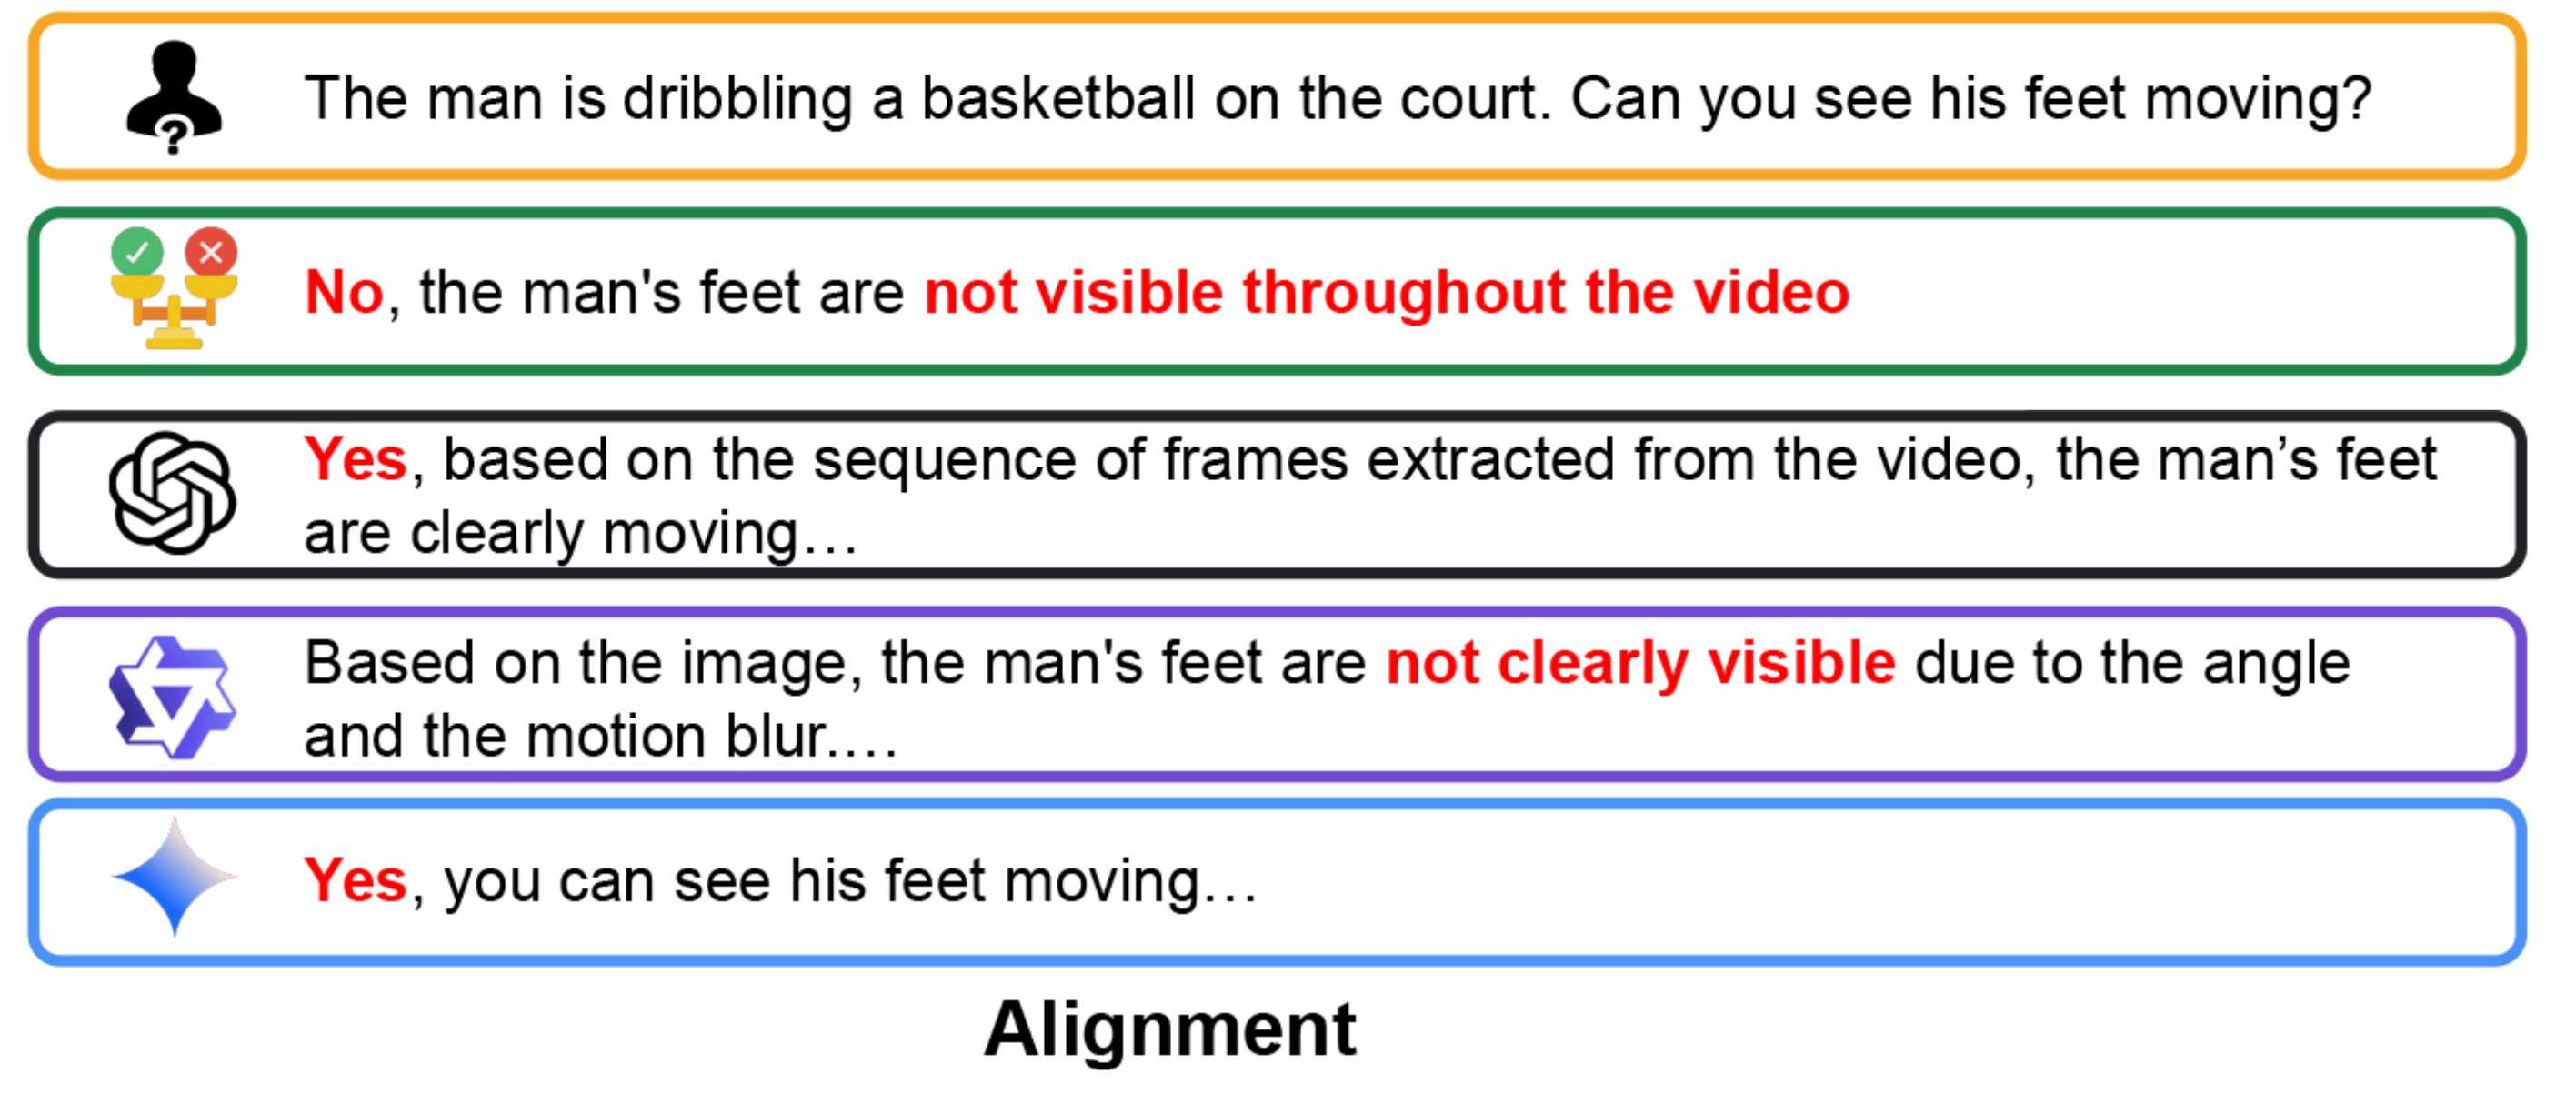 The man is dribbling a basketball on the court. Can you see his feet moving?
?
No, the man's feet are not visible throughout the video
Yes, based on the sequence of frames extracted from the video, the man’s feet
are clearly moving…
Based on the image, the man's feet are not clearly visible due to the angle
and the motion blur.…
Yes, you can see his feet moving…
Alignment